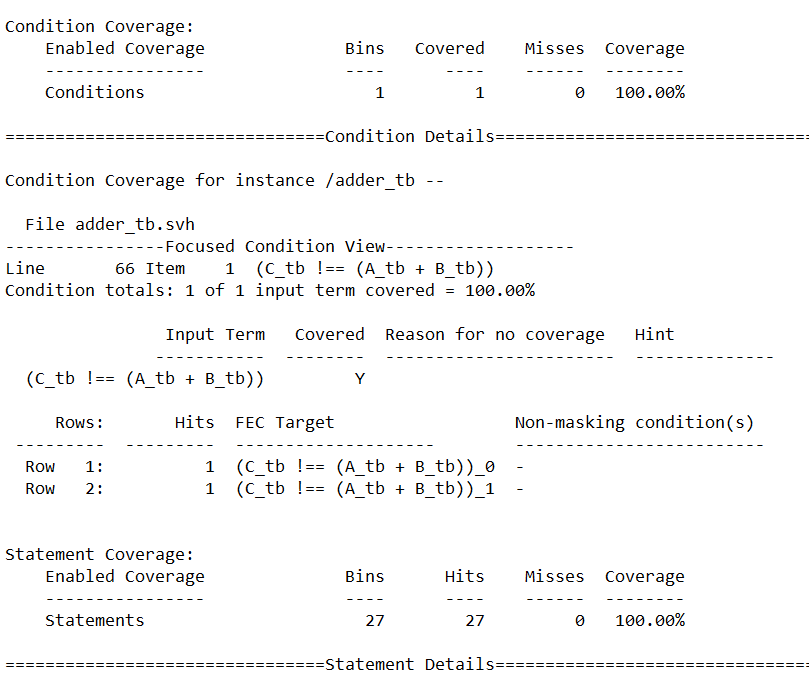 Condition Coverage:
    Enabled Coverage              Bins   Covered    Misses  Coverage
    ----------------              ----      ----    ------  --------
    Conditions                       1         1         0   100.00%
================================Condition Details================================
Condition Coverage for instance /adder_tb --
  File adder_tb.svh
----------------Focused Condition View-------------------
Line       66 Item    1  (C_tb !== (A_tb + B_tb))
Condition totals: 1 of 1 input term covered = 100.00%
                Input Term   Covered  Reason for no coverage   Hint
               -----------  --------  -----------------------  --------------
  (C_tb !== (A_tb + B_tb))         Y
     Rows:       Hits  FEC Target                  Non-masking condition(s)
 ---------  ---------  --------------------        -------------------------
  Row   1:          1  (C_tb !== (A_tb + B_tb))_0  -
  Row   2:          1  (C_tb !== (A_tb + B_tb))_1  -
Statement Coverage:
    Enabled Coverage              Bins      Hits    Misses  Coverage
    ----------------              ----      ----    ------  --------
    Statements                      27        27         0   100.00%
================================Statement Details================================